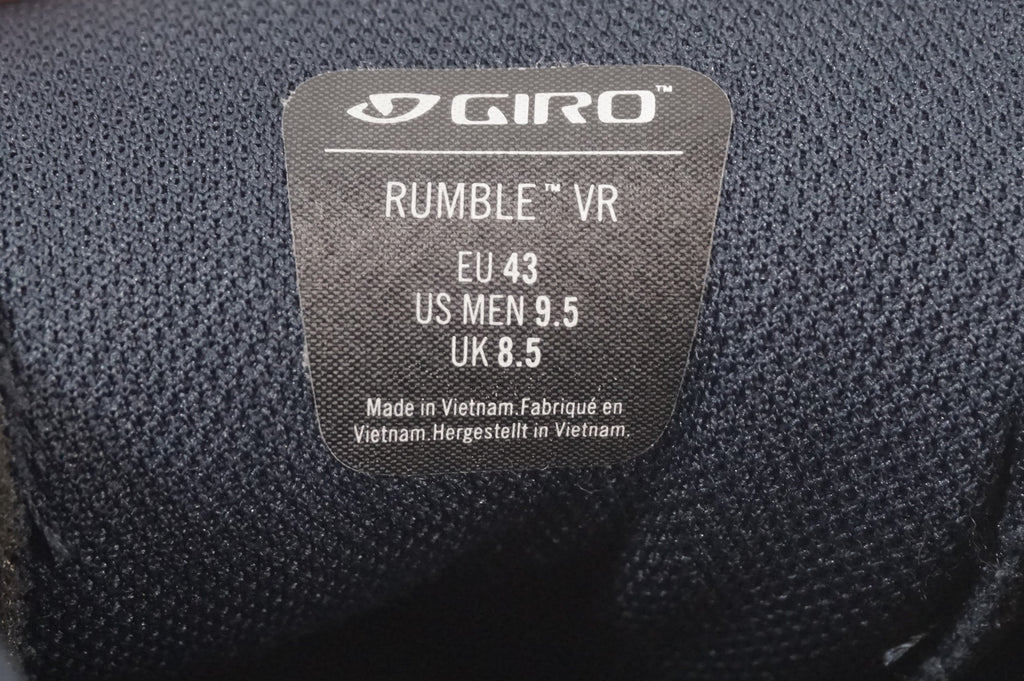 GIRO™
RUMBLE™ VR
EU 43
US MEN 9.5
UK 8.5
Made in Vietnam.Fabriqué en
Vietnam.Hergestellt in Vietnam.